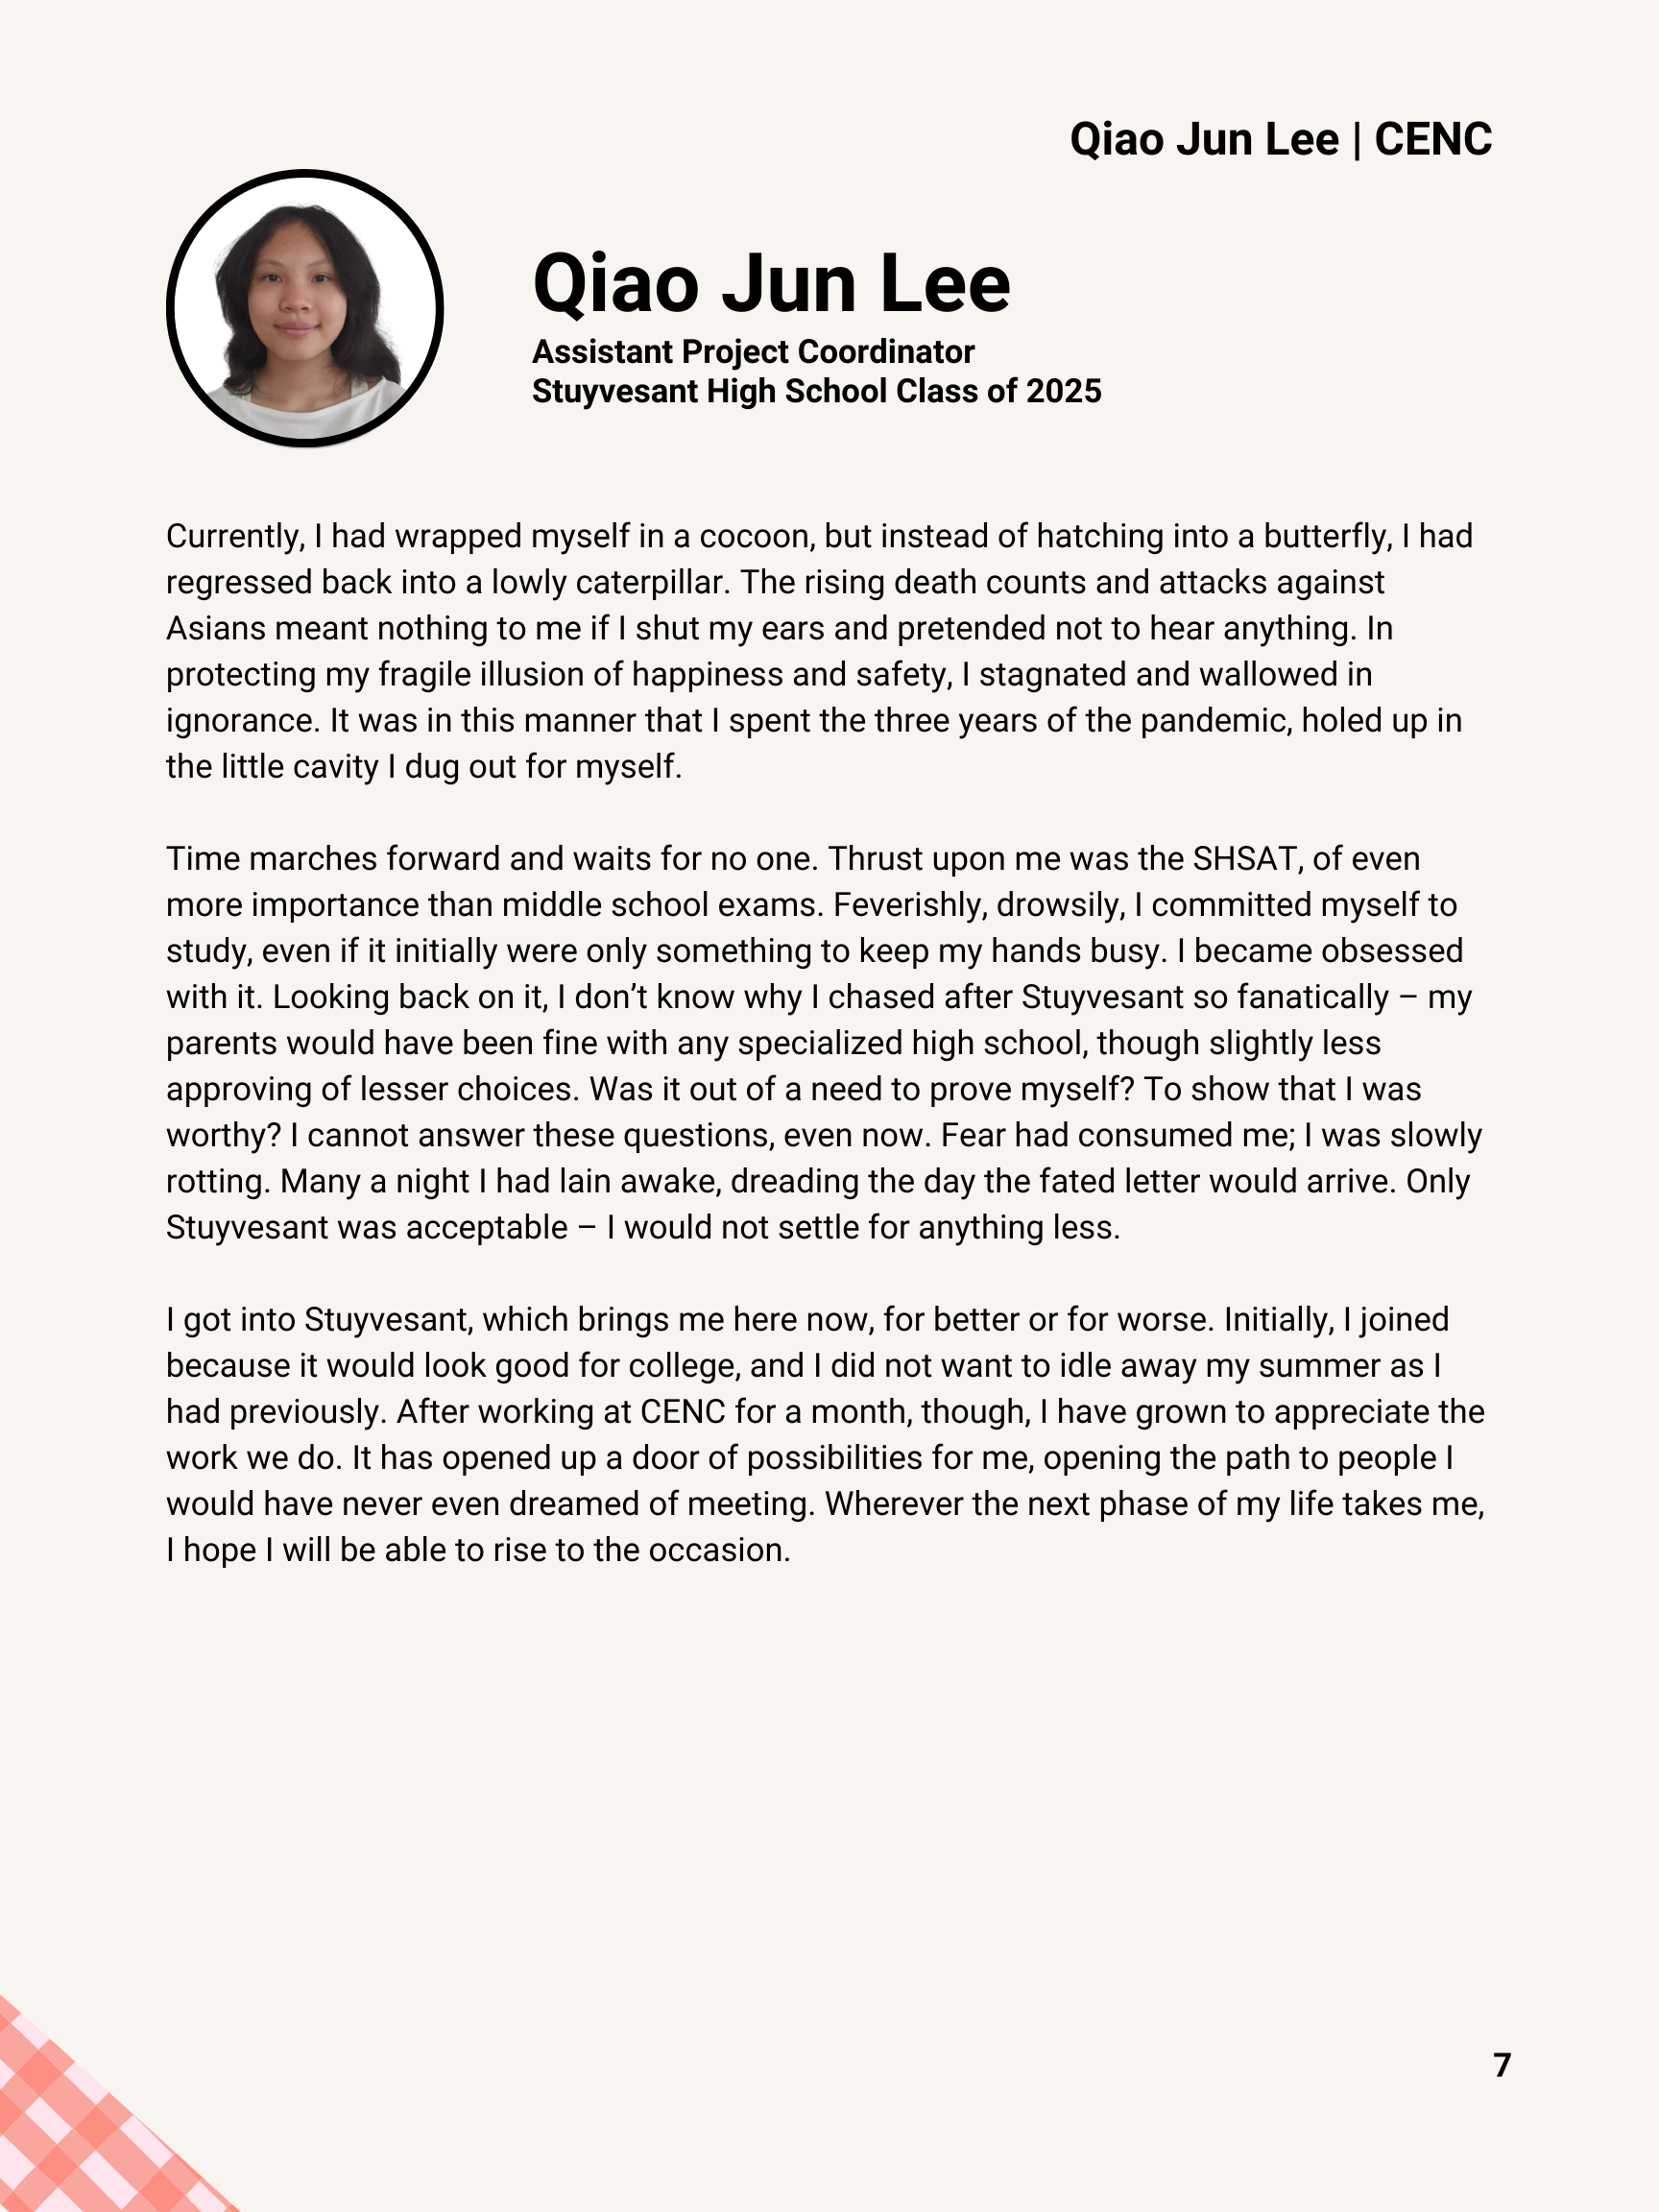 Qiao Jun Lee | CENC
Qiao Jun Lee
Assistant Project Coordinator
Stuyvesant High School Class of 2025
Currently, I had wrapped myself in a cocoon, but instead of hatching into a butterfly, I had
regressed back into a lowly caterpillar. The rising death counts and attacks against
Asians meant nothing to me if I shut my ears and pretended not to hear anything. In
protecting my fragile illusion of happiness and safety, I stagnated and wallowed in
ignorance. It was in this manner that I spent the three years of the pandemic, holed up in
the little cavity I dug out for myself.
Time marches forward and waits for no one. Thrust upon me was the SHSAT, of even
more importance than middle school exams. Feverishly, drowsily, I committed myself to
study, even if it initially were only something to keep my hands busy. I became obsessed
with it. Looking back on it, I don’t know why I chased after Stuyvesant so fanatically – my
parents would have been fine with any specialized high school, though slightly less
approving of lesser choices. Was it out of a need to prove myself? To show that I was
worthy? I cannot answer these questions, even now. Fear had consumed me; I was slowly
rotting. Many a night I had lain awake, dreading the day the fated letter would arrive. Only
Stuyvesant was acceptable – I would not settle for anything less.
I got into Stuyvesant, which brings me here now, for better or for worse. Initially, I joined
because it would look good for college, and I did not want to idle away my summer as I
had previously. After working at CENC for a month, though, I have grown to appreciate the
work we do. It has opened up a door of possibilities for me, opening the path to people I
would have never even dreamed of meeting. Wherever the next phase of my life takes me,
I hope I will be able to rise to the occasion.
7